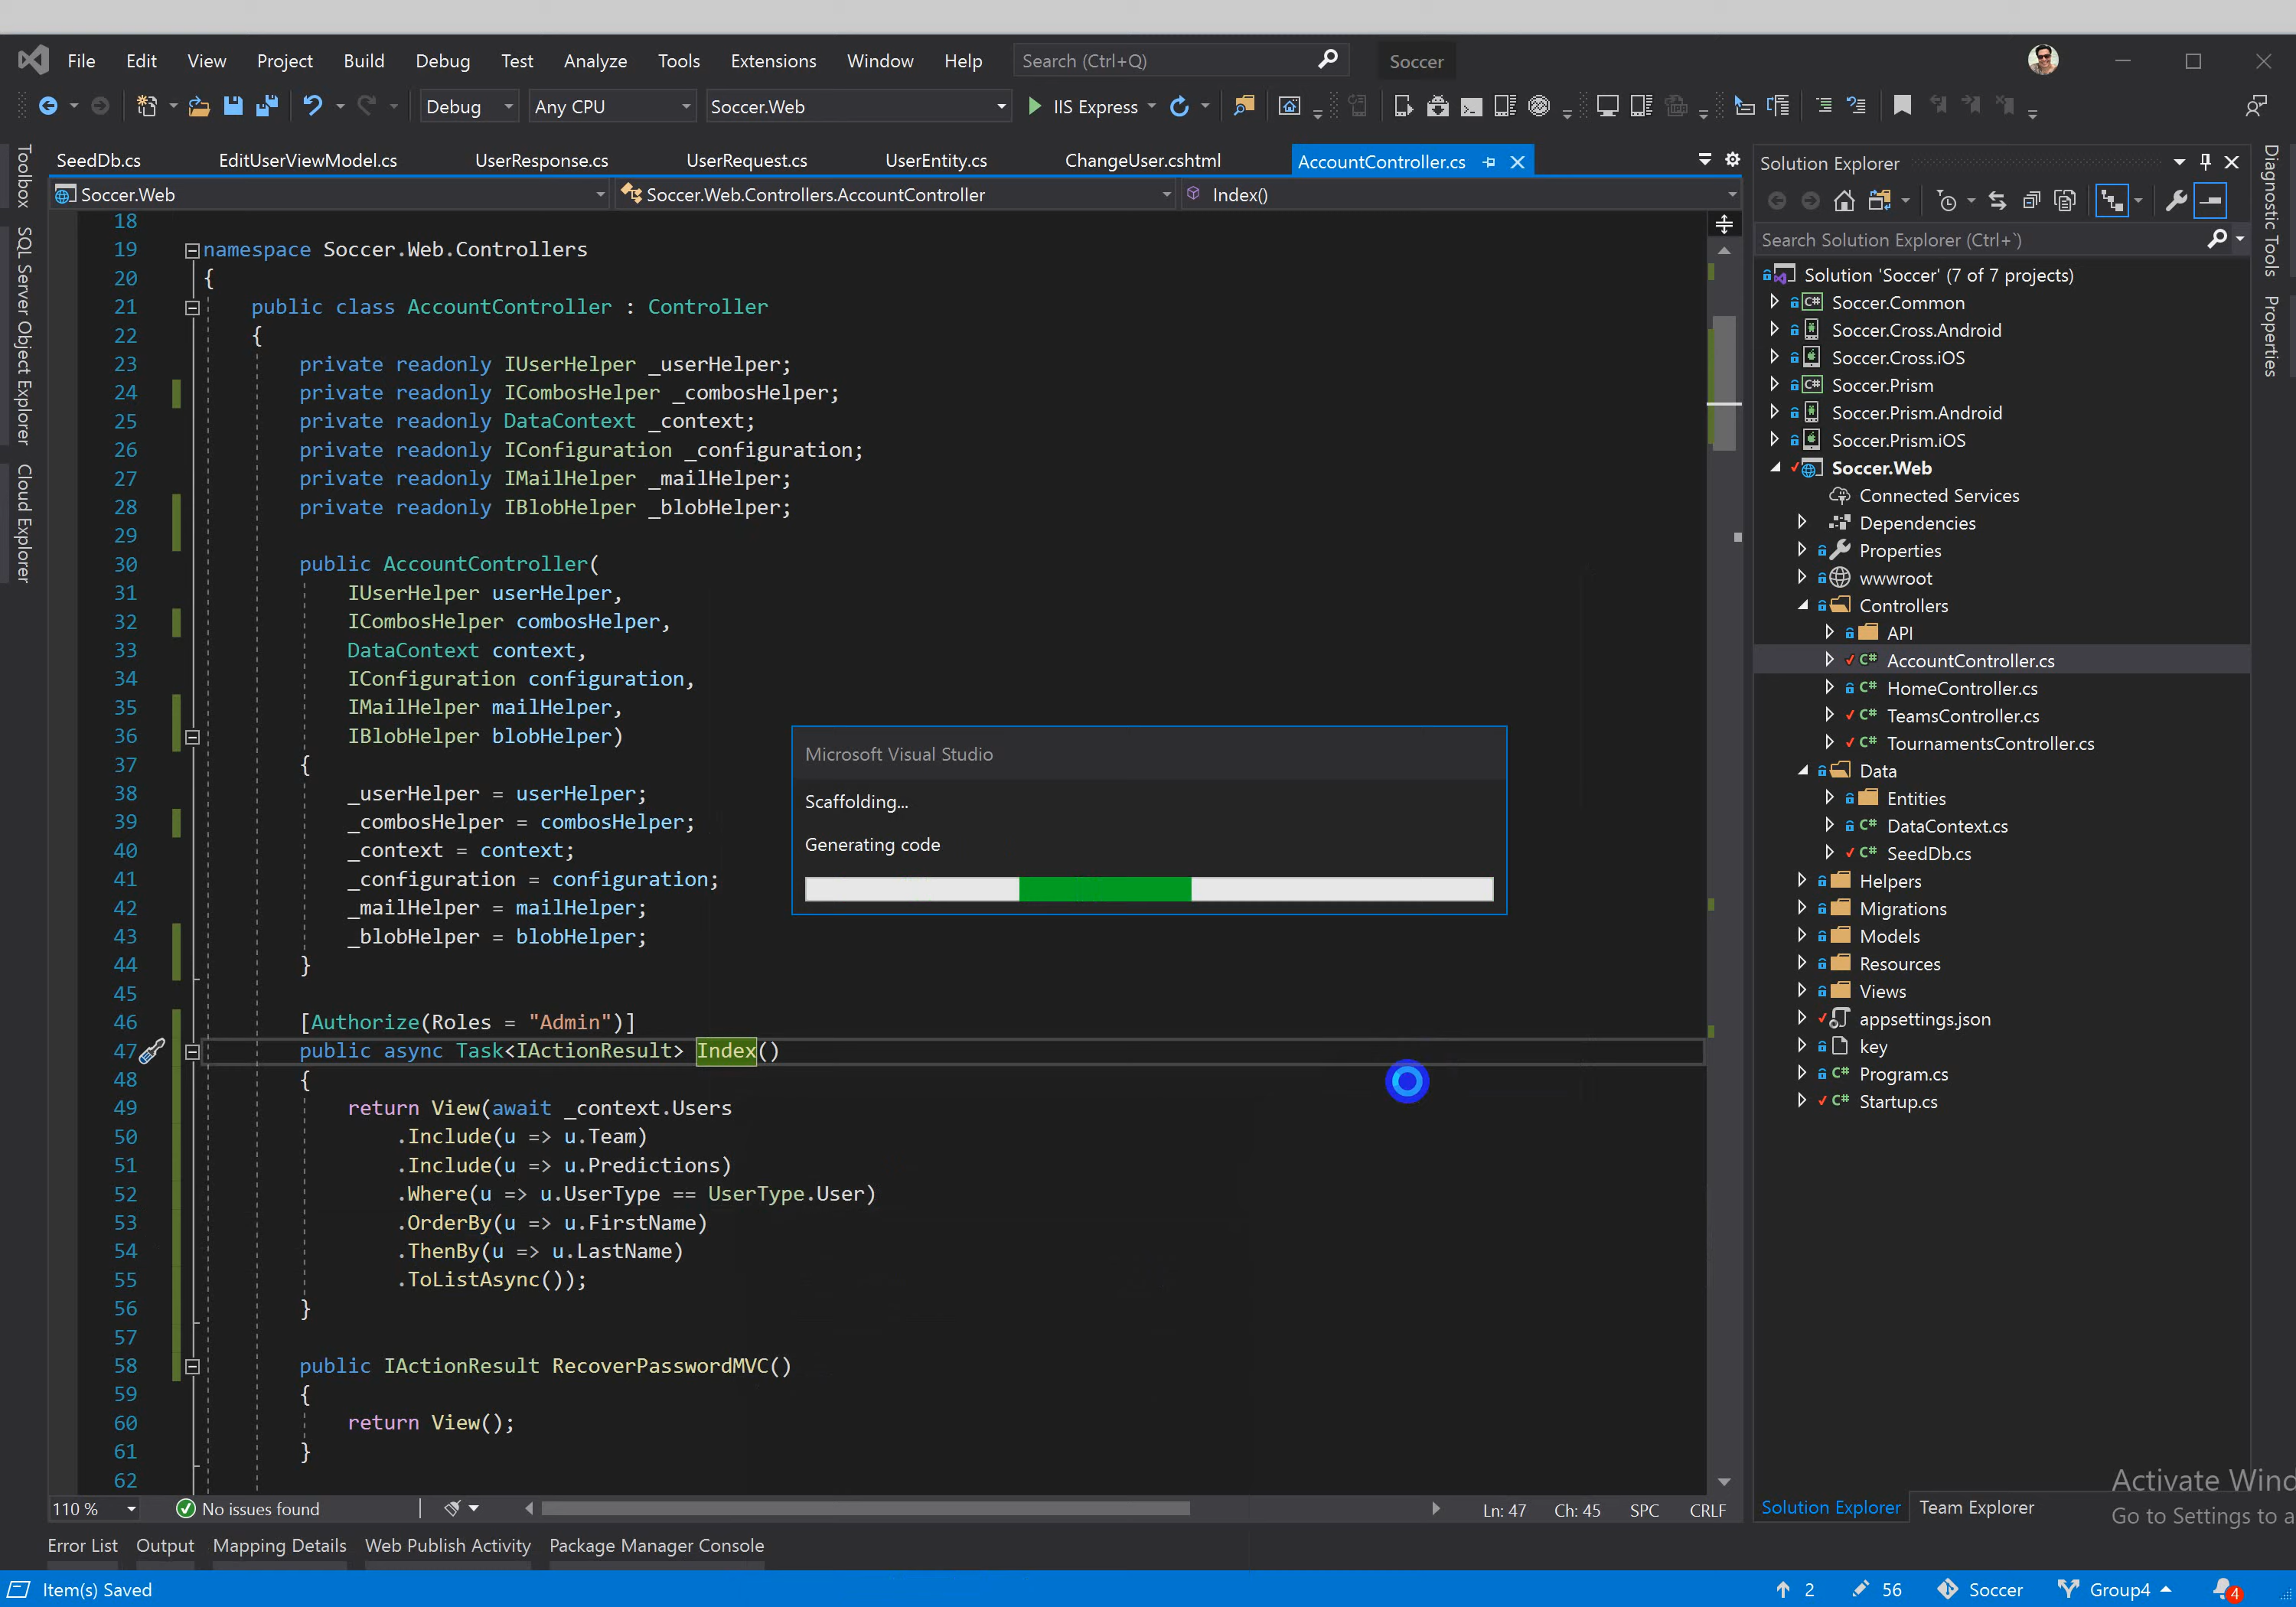 File Edit View Project Build Debug Test Analyze Tools Extensions Window Help Search (Ctrl+Q) Soccer
Debug Any CPU Soccer.Web IIS Express
Toolbox
SQL Server Object Explorer
Cloud Explorer
SeedDb.cs EditUserViewModel.cs UserResponse.cs UserRequest.cs UserEntity.cs ChangeUser.cshtml AccountController.cs
Soccer.Web Soccer.Web.Controllers.AccountController Index()
18
19 namespace Soccer.Web.Controllers
20 {
21 public class AccountController : Controller
22 {
23 private readonly IUserHelper _userHelper;
24 private readonly ICombosHelper _combosHelper;
25 private readonly DataContext _context;
26 private readonly IConfiguration _configuration;
27 private readonly IMailHelper _mailHelper;
28 private readonly IBlobHelper _blobHelper;
29
30 public AccountController(
31 IUserHelper userHelper,
32 ICombosHelper combosHelper,
33 DataContext context,
34 IConfiguration configuration,
35 IMailHelper mailHelper,
36 IBlobHelper blobHelper)
37 {
38 _userHelper = userHelper;
39 _combosHelper = combosHelper;
40 _context = context;
41 _configuration = configuration;
42 _mailHelper = mailHelper;
43 _blobHelper = blobHelper;
44 }
45
46 [Authorize(Roles = "Admin")]
47 public async Task<IActionResult> Index()
48 {
49 return View(await _context.Users
50 .Include(u => u.Team)
51 .Include(u => u.Predictions)
52 .Where(u => u.UserType == UserType.User)
53 .OrderBy(u => u.FirstName)
54 .ThenBy(u => u.LastName)
55 .ToListAsync());
56 }
57
58 public IActionResult RecoverPasswordMVC()
59 {
60 return View();
61 }
62
Microsoft Visual Studio
Scaffolding...
Generating code
110 % No issues found Ln: 47 Ch: 45 SPC CRLF
Solution Explorer
Search Solution Explorer (Ctrl+`)
Solution 'Soccer' (7 of 7 projects)
C# Soccer.Common
Soccer.Cross.Android
Soccer.Cross.iOS
C# Soccer.Prism
Soccer.Prism.Android
Soccer.Prism.iOS
Soccer.Web
Connected Services
Dependencies
Properties
wwwroot
Controllers
API
C# AccountController.cs
C# HomeController.cs
C# TeamsController.cs
C# TournamentsController.cs
Data
Entities
C# DataContext.cs
C# SeedDb.cs
Helpers
Migrations
Models
Resources
Views
appsettings.json
key
C# Program.cs
C# Startup.cs
Activate Wind
Go to Settings to a
Solution Explorer Team Explorer
Diagnostic Tools
Properties
Error List Output Mapping Details Web Publish Activity Package Manager Console
Item(s) Saved 2 56 Soccer Group4 4